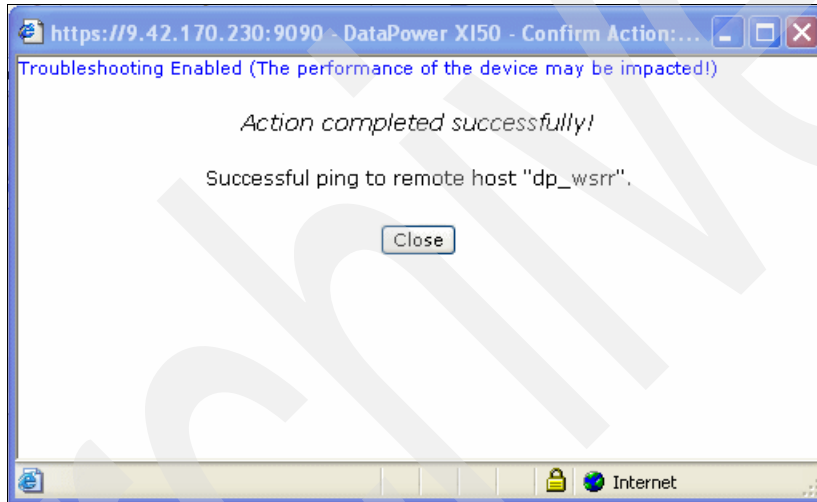 https://9.42.170.230:9090 - DataPower XI50 - Confirm Action:...
Troubleshooting Enabled (The performance of the device may be impacted!)
Action completed successfully!
Successful ping to remote host "dp_wsrr".
Close
Internet